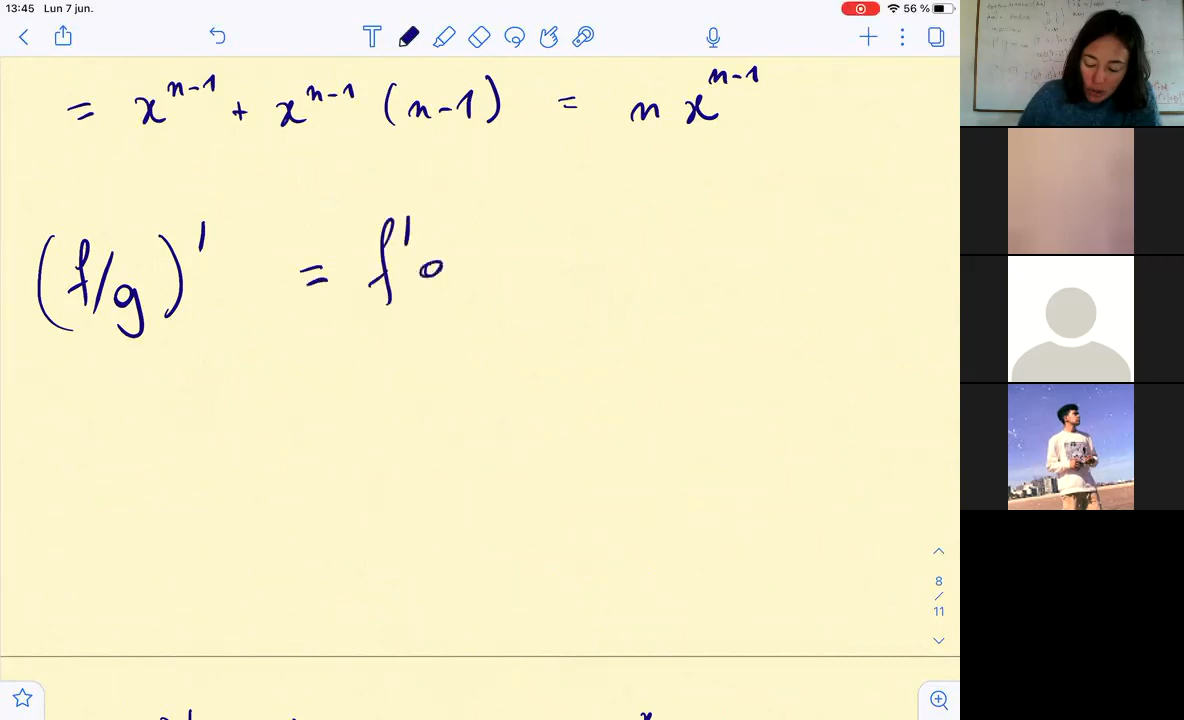 13:45 Lun 7 jun. 56 %
= x^{n-1} + x^{n-1} (n-1) = n x^{n-1}
(f/g)' = f'
8
/
11